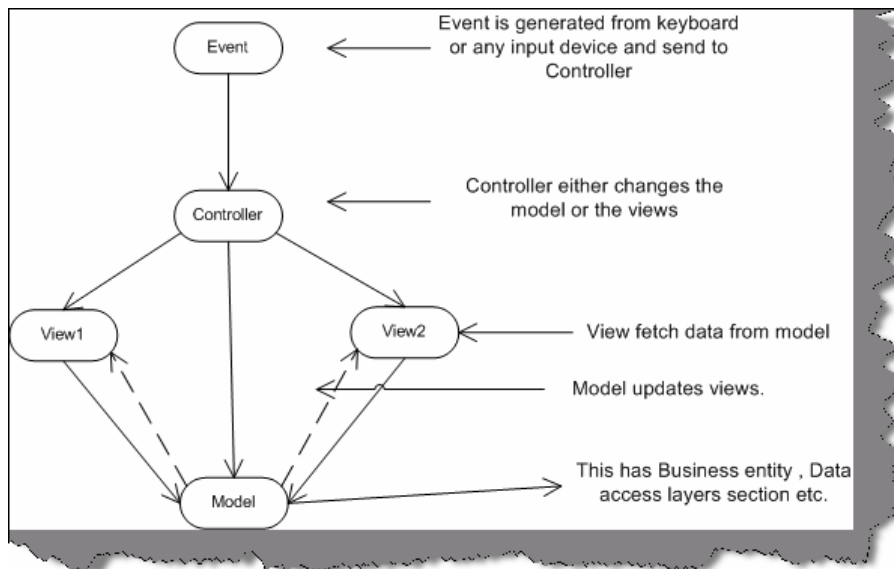 Event
Event is generated from keyboard
or any input device and send to
Controller
Controller
Controller either changes the
model or the views
View1
View2
View fetch data from model
Model updates views.
Model
This has Business entity , Data
access layers section etc.